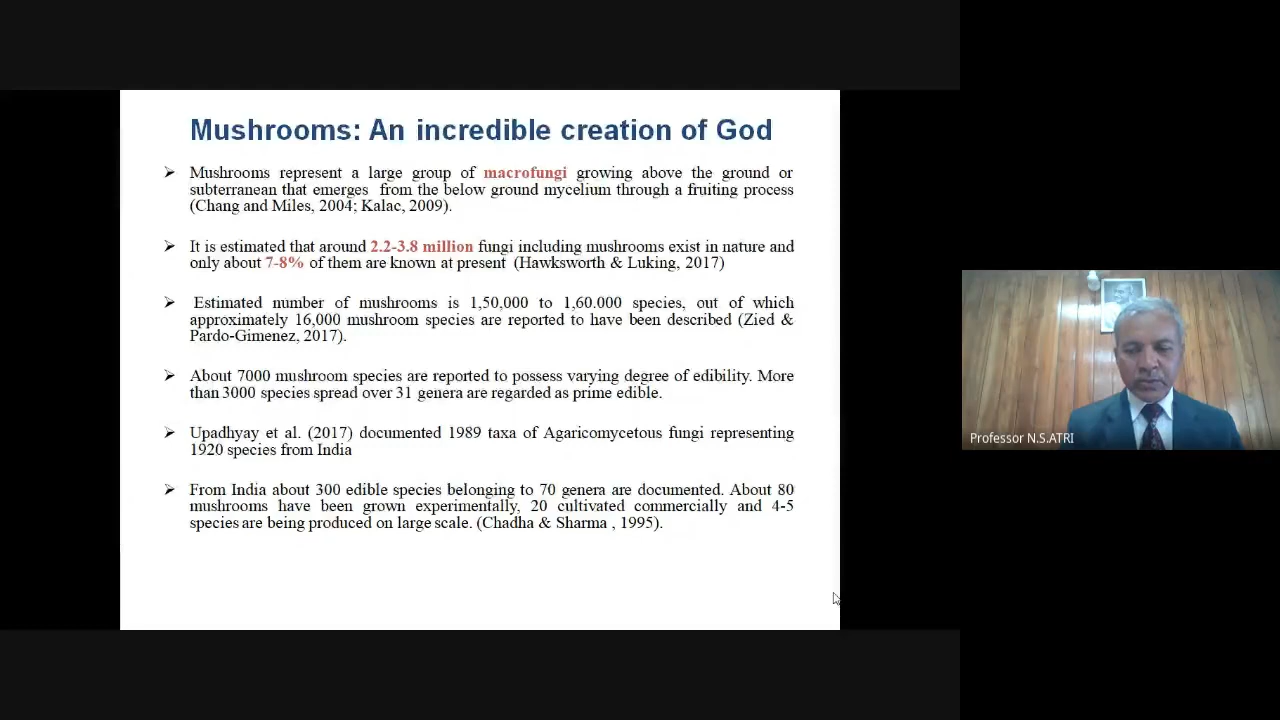 Mushrooms: An incredible creation of God
➢ Mushrooms represent a large group of macrofungi growing above the ground or
subterranean that emerges from the below ground mycelium through a fruiting process
(Chang and Miles, 2004; Kalac, 2009).
➢ It is estimated that around 2.2-3.8 million fungi including mushrooms exist in nature and
only about 7-8% of them are known at present (Hawksworth & Luking, 2017)
➢ Estimated number of mushrooms is 1,50,000 to 1,60.000 species, out of which
approximately 16,000 mushroom species are reported to have been described (Zied &
Pardo-Gimenez, 2017).
➢ About 7000 mushroom species are reported to possess varying degree of edibility. More
than 3000 species spread over 31 genera are regarded as prime edible.
➢ Upadhyay et al. (2017) documented 1989 taxa of Agaricomycetous fungi representing
1920 species from India
➢ From India about 300 edible species belonging to 70 genera are documented. About 80
mushrooms have been grown experimentally, 20 cultivated commercially and 4-5
species are being produced on large scale. (Chadha & Sharma , 1995).
Professor N.S.ATRI